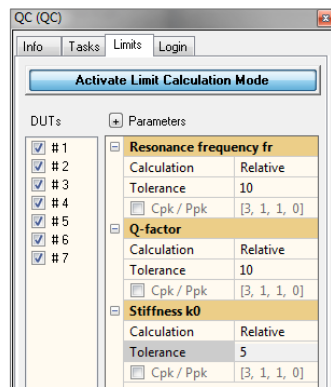 QC (QC)
Info Tasks Limits Login
Activate Limit Calculation Mode
DUTs
Parameters
#1
#2
#3
#4
#5
#6
#7
Resonance frequency fr
Calculation Relative
Tolerance 10
Cpk / Ppk [3, 1, 1, 0]
Q-factor
Calculation Relative
Tolerance 10
Cpk / Ppk [3, 1, 1, 0]
Stiffness k0
Calculation Relative
Tolerance 5
Cpk / Ppk [3, 1, 1, 0]